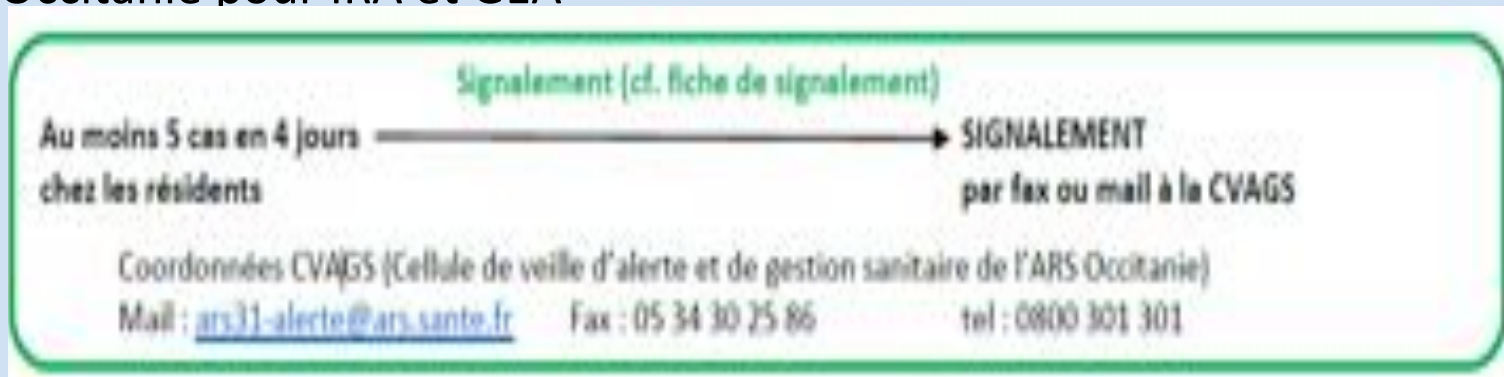 Occitanie pour IRA et GEA
Signalement (cf. fiche de signalement)
Au moins 5 cas en 4 jours SIGNALEMENT
chez les résidents par fax ou mail à la CVAGS
Coordonnées CVAGS (Cellule de veille d'alerte et de gestion sanitaire de l'ARS Occitanie)
Mail : ars31-alerte@ars.sante.fr Fax : 05 34 30 25 86 tel : 0800 301 301